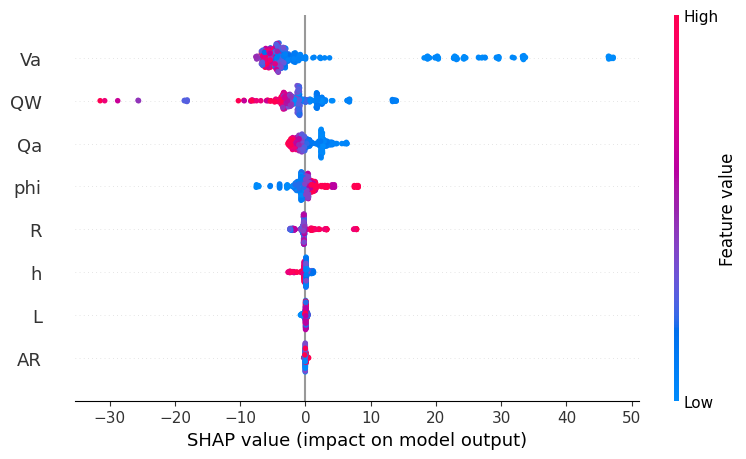 High
Va
QW
Qa
phi
R
h
L
AR
Feature value
Low
−30 −20 −10 0 10 20 30 40 50
SHAP value (impact on model output)